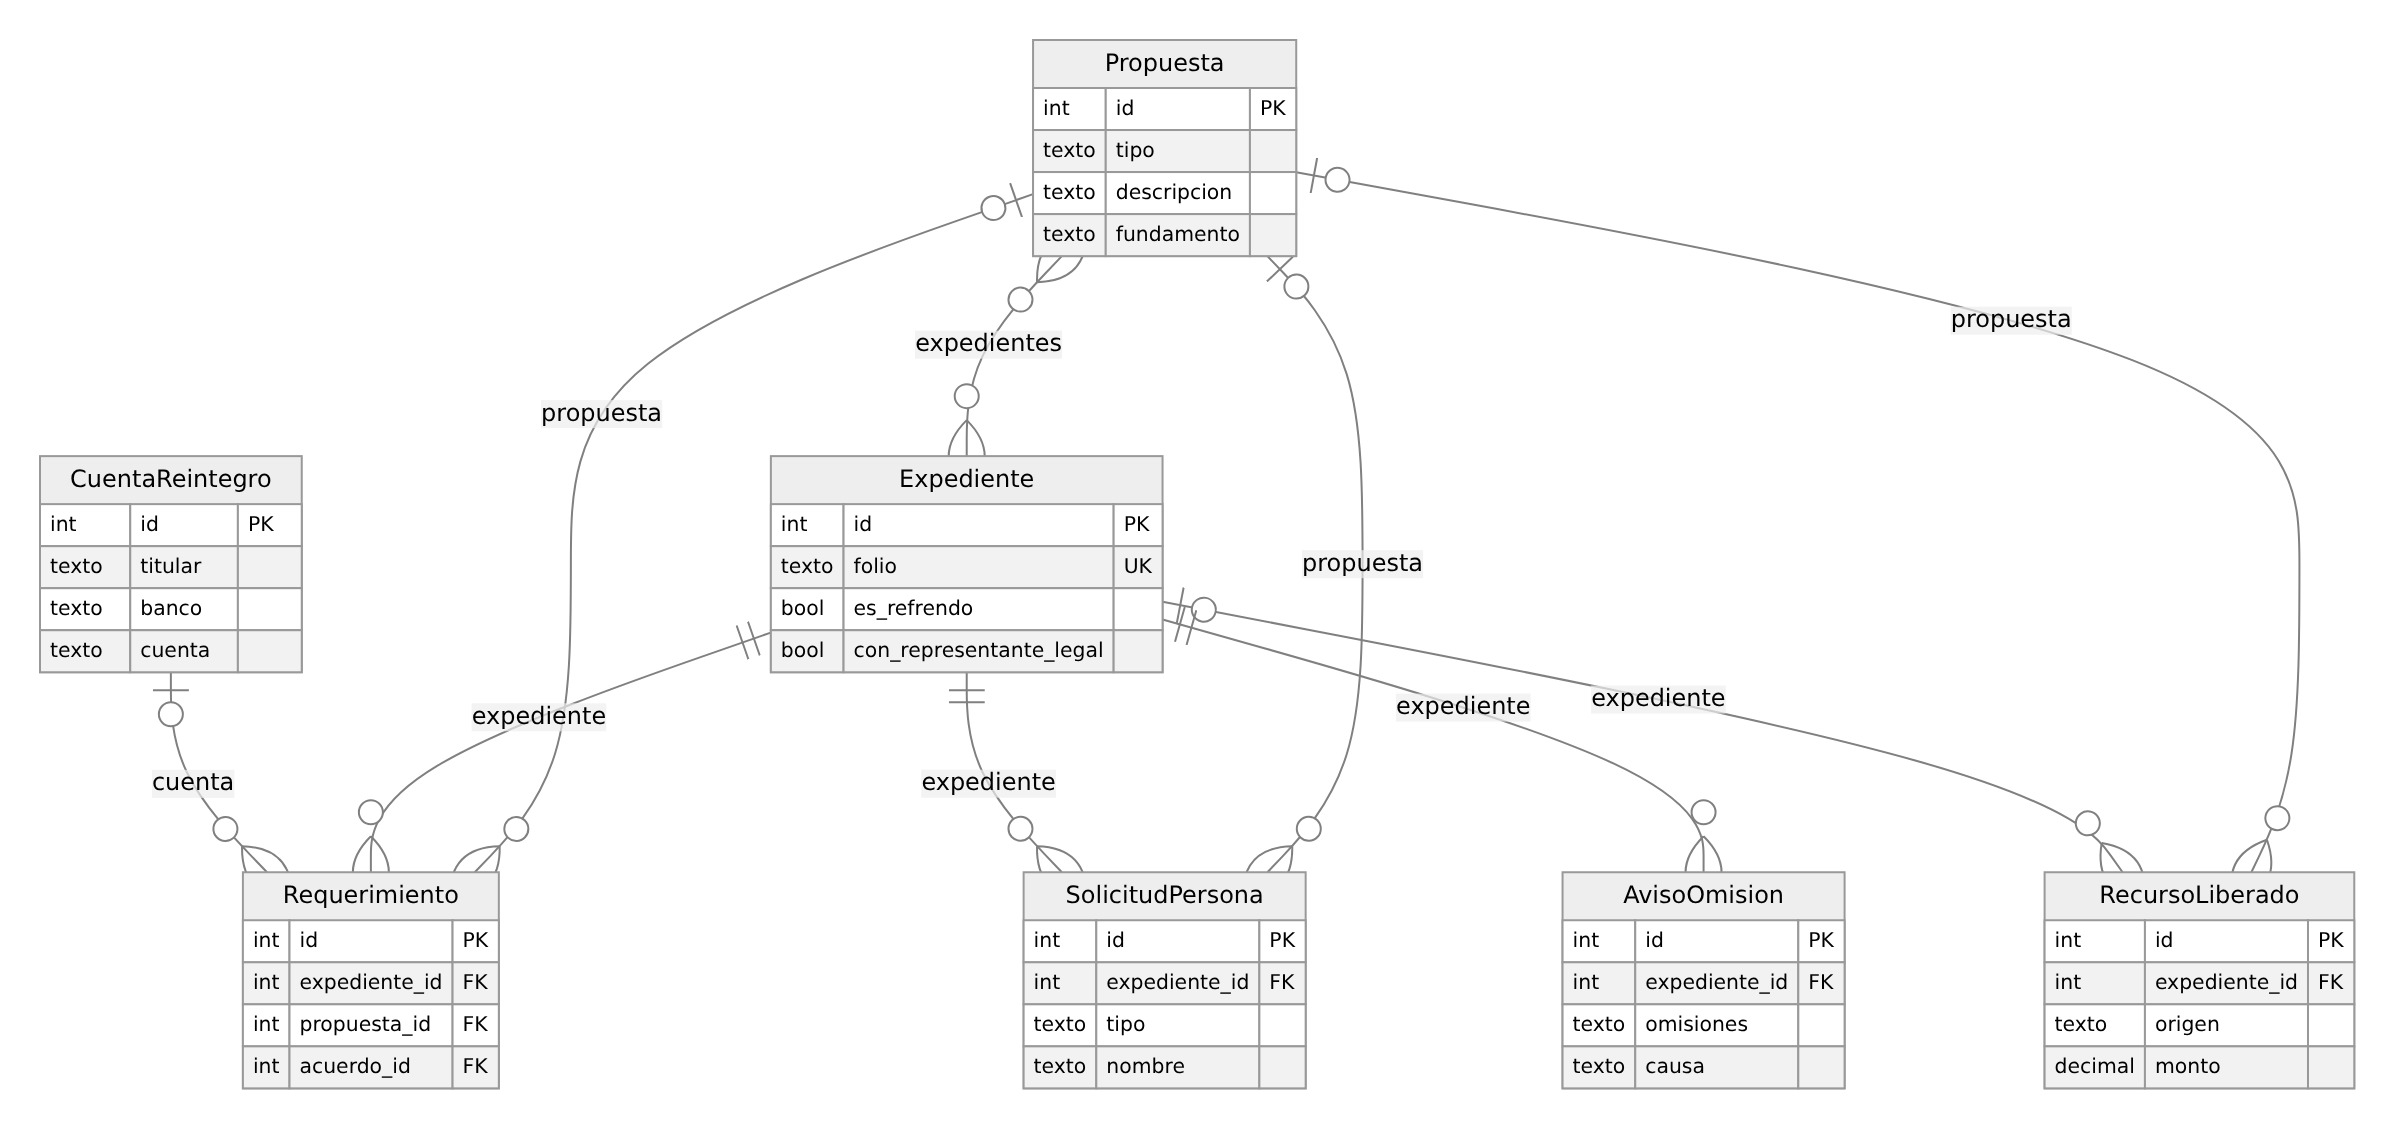 Propuesta
int id PK
texto tipo
texto descripcion
texto fundamento
propuesta
expedientes
propuesta
propuesta
CuentaReintegro
int id PK
texto titular
texto banco
texto cuenta
Expediente
int id PK
texto folio UK
bool es_refrendo
bool con_representante_legal
expediente
expediente
expediente
expediente
cuenta
Requerimiento
int id PK
int expediente_id FK
int propuesta_id FK
int acuerdo_id FK
SolicitudPersona
int id PK
int expediente_id FK
texto tipo
texto nombre
AvisoOmision
int id PK
int expediente_id FK
texto omisiones
texto causa
RecursoLiberado
int id PK
int expediente_id FK
texto origen
decimal monto